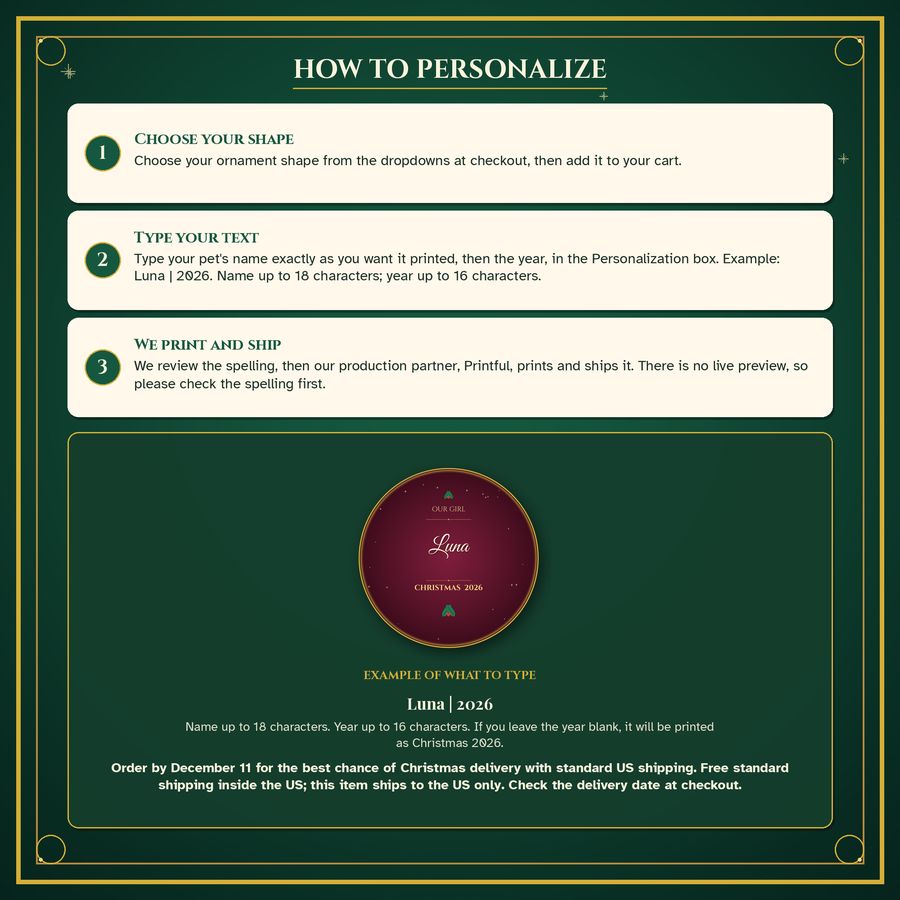 HOW TO PERSONALIZE
1
Choose your shape
Choose your ornament shape from the dropdowns at checkout, then add it to your cart.
2
Type your text
Type your pet's name exactly as you want it printed, then the year, in the Personalization box. Example:
Luna | 2026. Name up to 18 characters; year up to 16 characters.
3
We print and ship
We review the spelling, then our production partner, Printful, prints and ships it. There is no live preview, so
please check the spelling first.
OUR GIRL
Luna
CHRISTMAS 2026
EXAMPLE OF WHAT TO TYPE
Luna | 2026
Name up to 18 characters. Year up to 16 characters. If you leave the year blank, it will be printed
as Christmas 2026.
Order by December 11 for the best chance of Christmas delivery with standard US shipping. Free standard
shipping inside the US; this item ships to the US only. Check the delivery date at checkout.